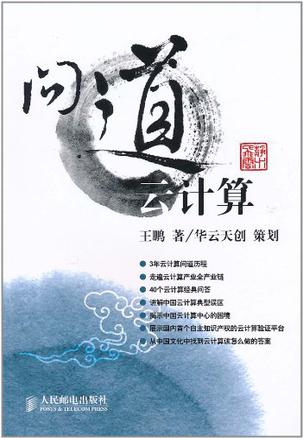 问道
云计算
王鹏 著/华云天创 策划
3年云计算问道历程
走遍云计算产业全产业链
40个云计算经典问答
讲解中国云计算典型误区
揭示中国云计算中心的困境
展示国内首个自主知识产权的云计算验证平台
从中国文化中找到云计算该怎么做的答案
人民邮电出版社
POSTS & TELECOM PRESS